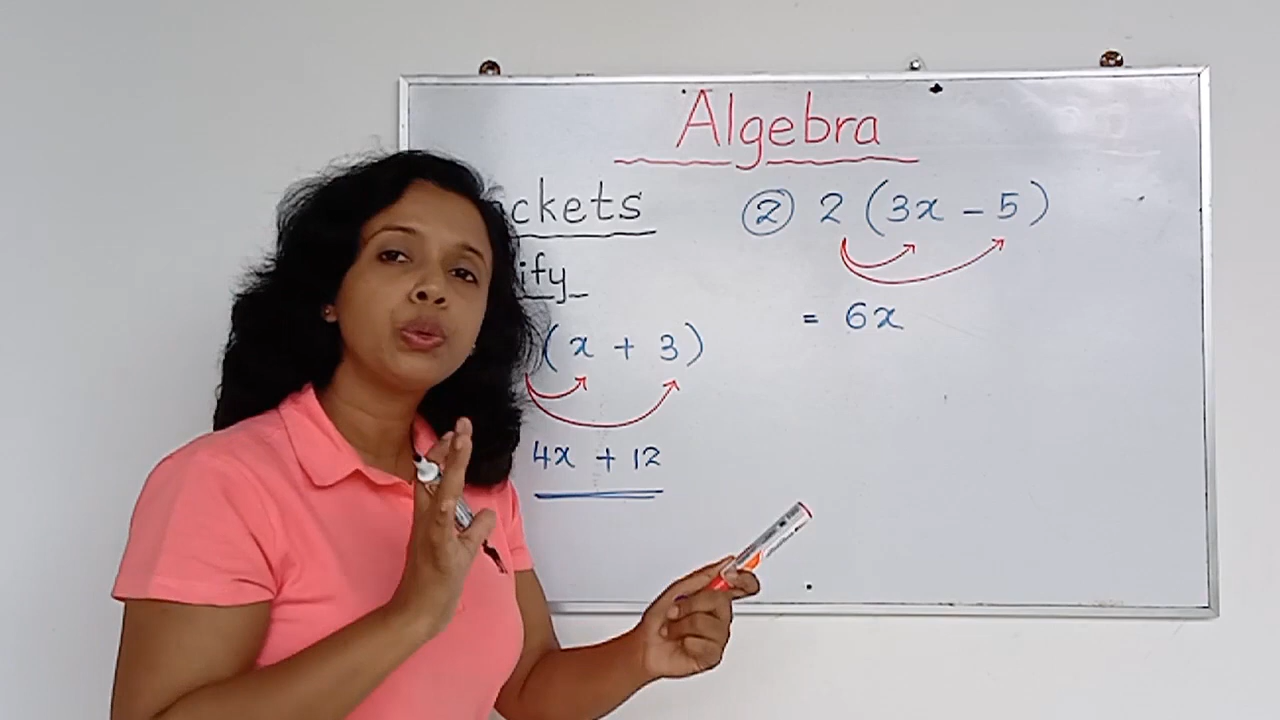 Algebra
ckets
ify
(x + 3)
4x + 12
② 2 (3x - 5)
= 6x